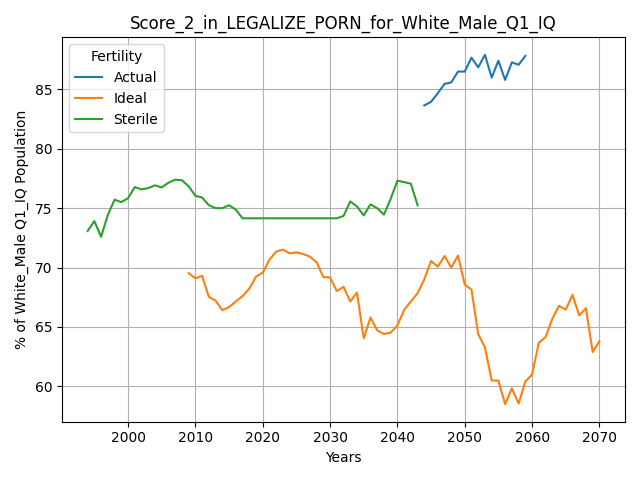 Score_2_in_LEGALIZE_PORN_for_White_Male_Q1_IQ
Fertility
Actual
Ideal
Sterile
% of White_Male Q1_IQ Population
85
80
75
70
65
60
2000 2010 2020 2030 2040 2050 2060 2070
Years